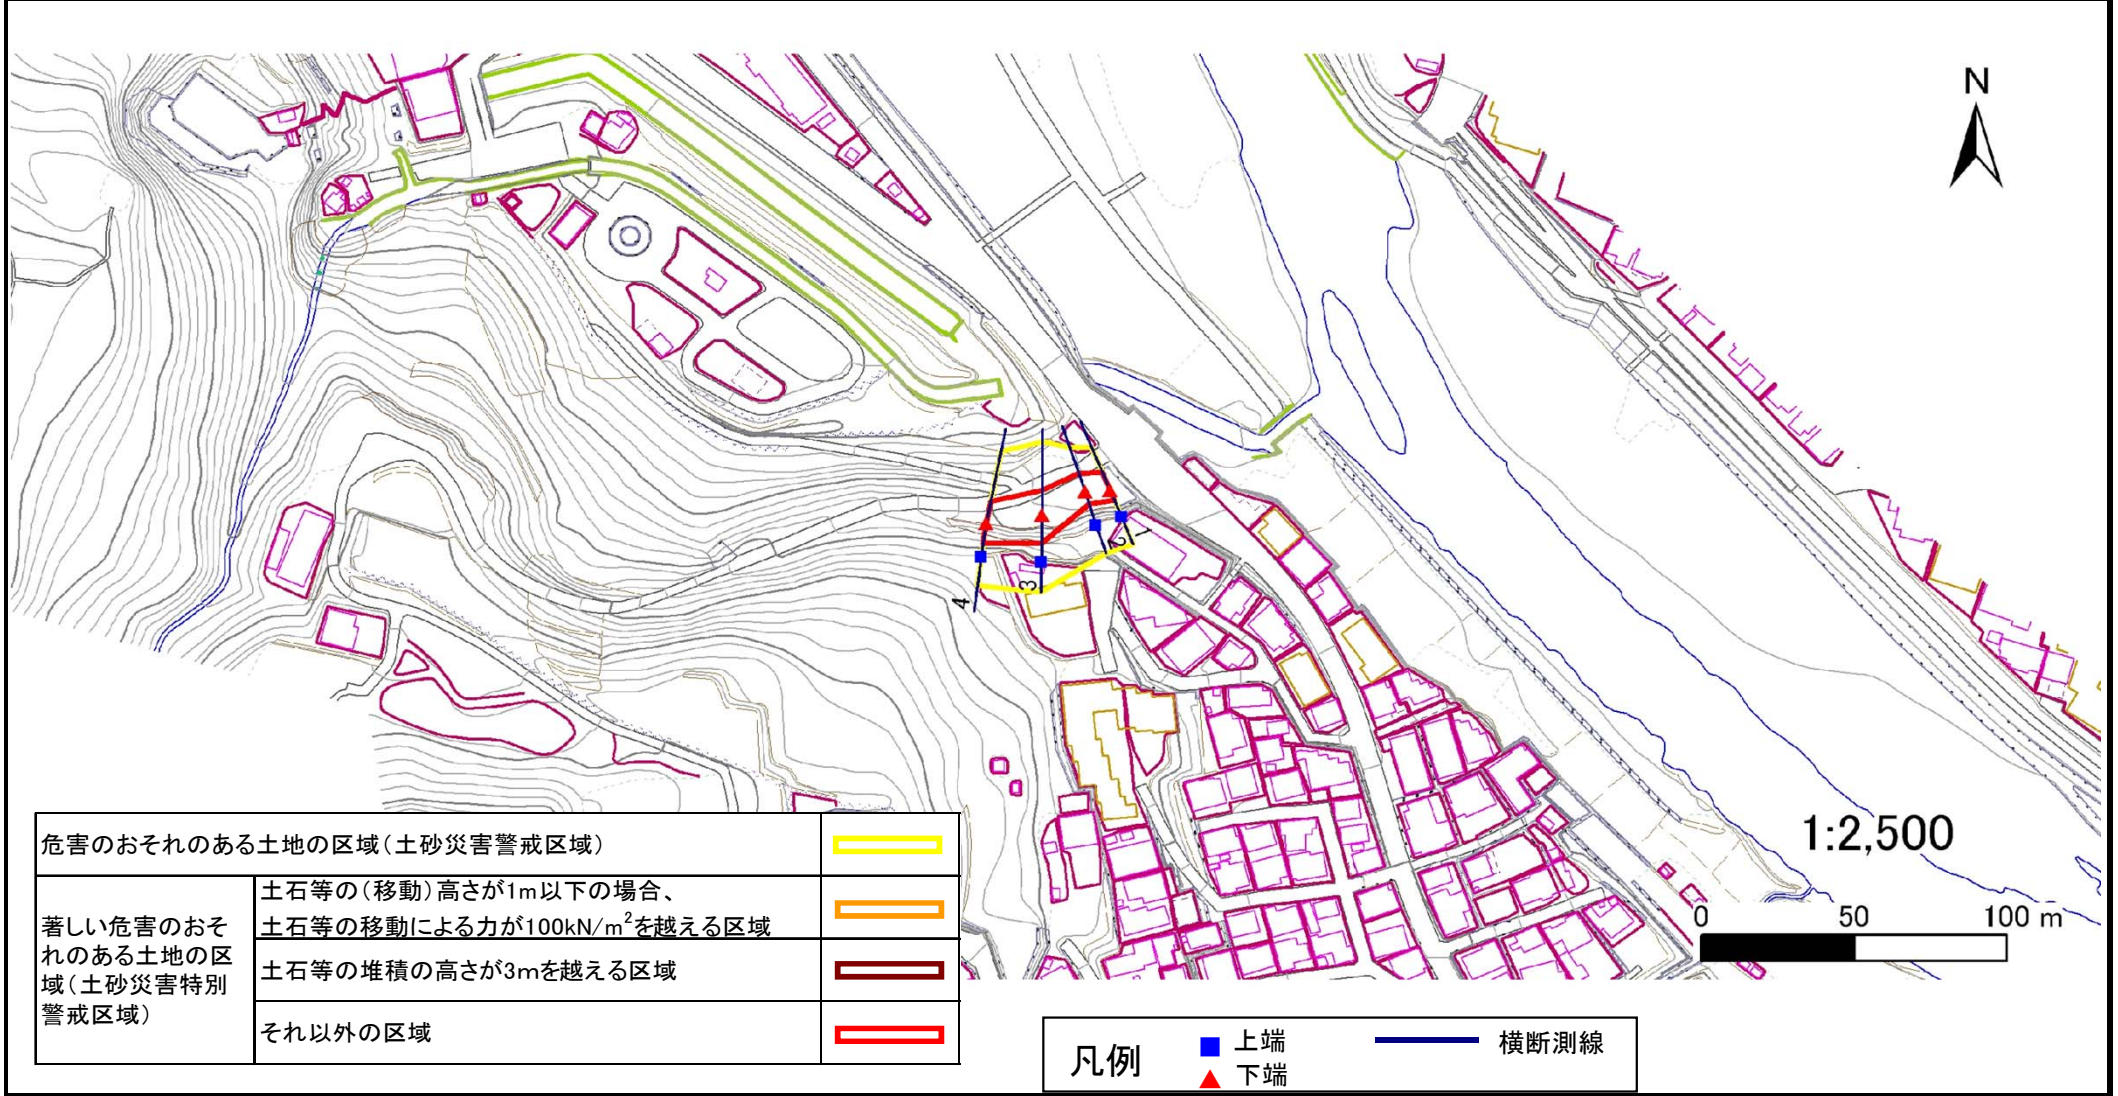 N
1
2
3
4
1:2,500
0 50 100 m
危害のおそれのある土地の区域(土砂災害警戒区域)
著しい危害のおそ
れのある土地の区
域(土砂災害特別
警戒区域)
土石等の(移動)高さが1m以下の場合、
土石等の移動による力が100kN/m²を越える区域
土石等の堆積の高さが3mを越える区域
それ以外の区域
凡例
上端
下端
横断測線